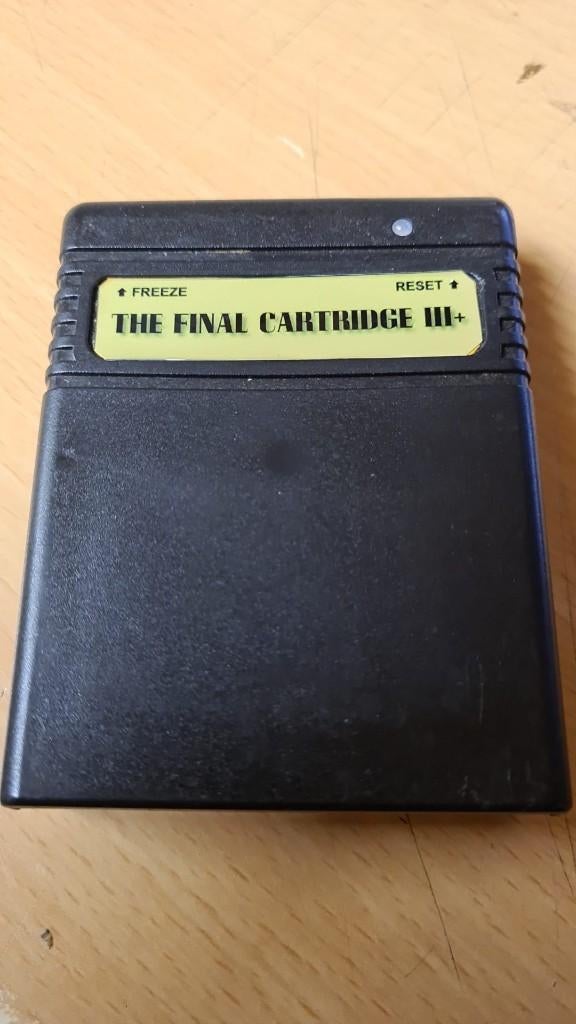 ⬆ FREEZE RESET ⬆
THE FINAL CARTRIDGE III+